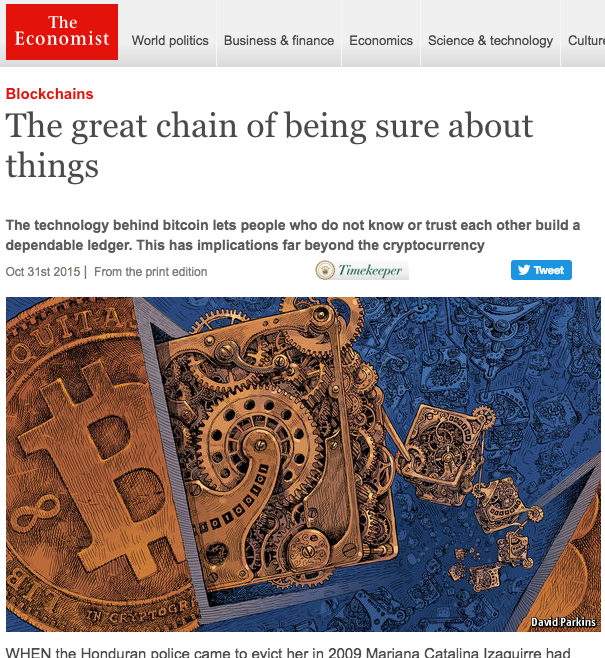 The
Economist
World politics
Business & finance
Economics
Science & technology
Culture
Blockchains
The great chain of being sure about
things
The technology behind bitcoin lets people who do not know or trust each other build a
dependable ledger. This has implications far beyond the cryptocurrency
Oct 31st 2015 | From the print edition
Timekeeper
Tweet
QUITA
&
LIB
IN CRYPTOGR
David Parkins
WHEN the Honduran police came to evict her in 2009 Mariana Catalina Izaguirre had